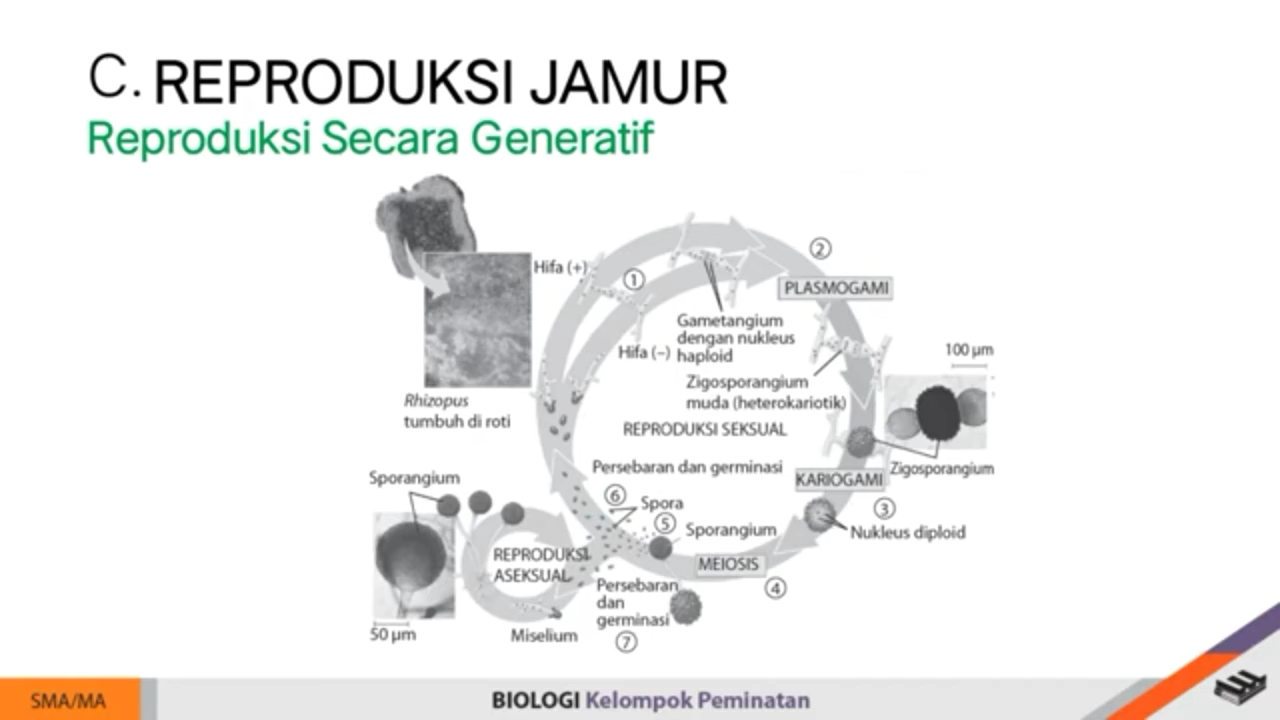 C. REPRODUKSI JAMUR
Reproduksi Secara Generatif
Hifa (+)
①
②
PLASMOGAMI
Gametangium
dengan nukleus
haploid
Hifa (–)
100 µm
Zigosporangium
muda (heterokariotik)
Rhizopus
tumbuh di roti
REPRODUKSI SEKSUAL
Persebaran dan germinasi
Zigosporangium
KARIOGAMI
Sporangium
⑥
Spora
③
⑤
Sporangium
Nukleus diploid
REPRODUKSI
ASEKSUAL
MEIOSIS
④
Persebaran
dan
germinasi
⑦
50 µm
Miselium
SMA/MA
BIOLOGI Kelompok Peminatan